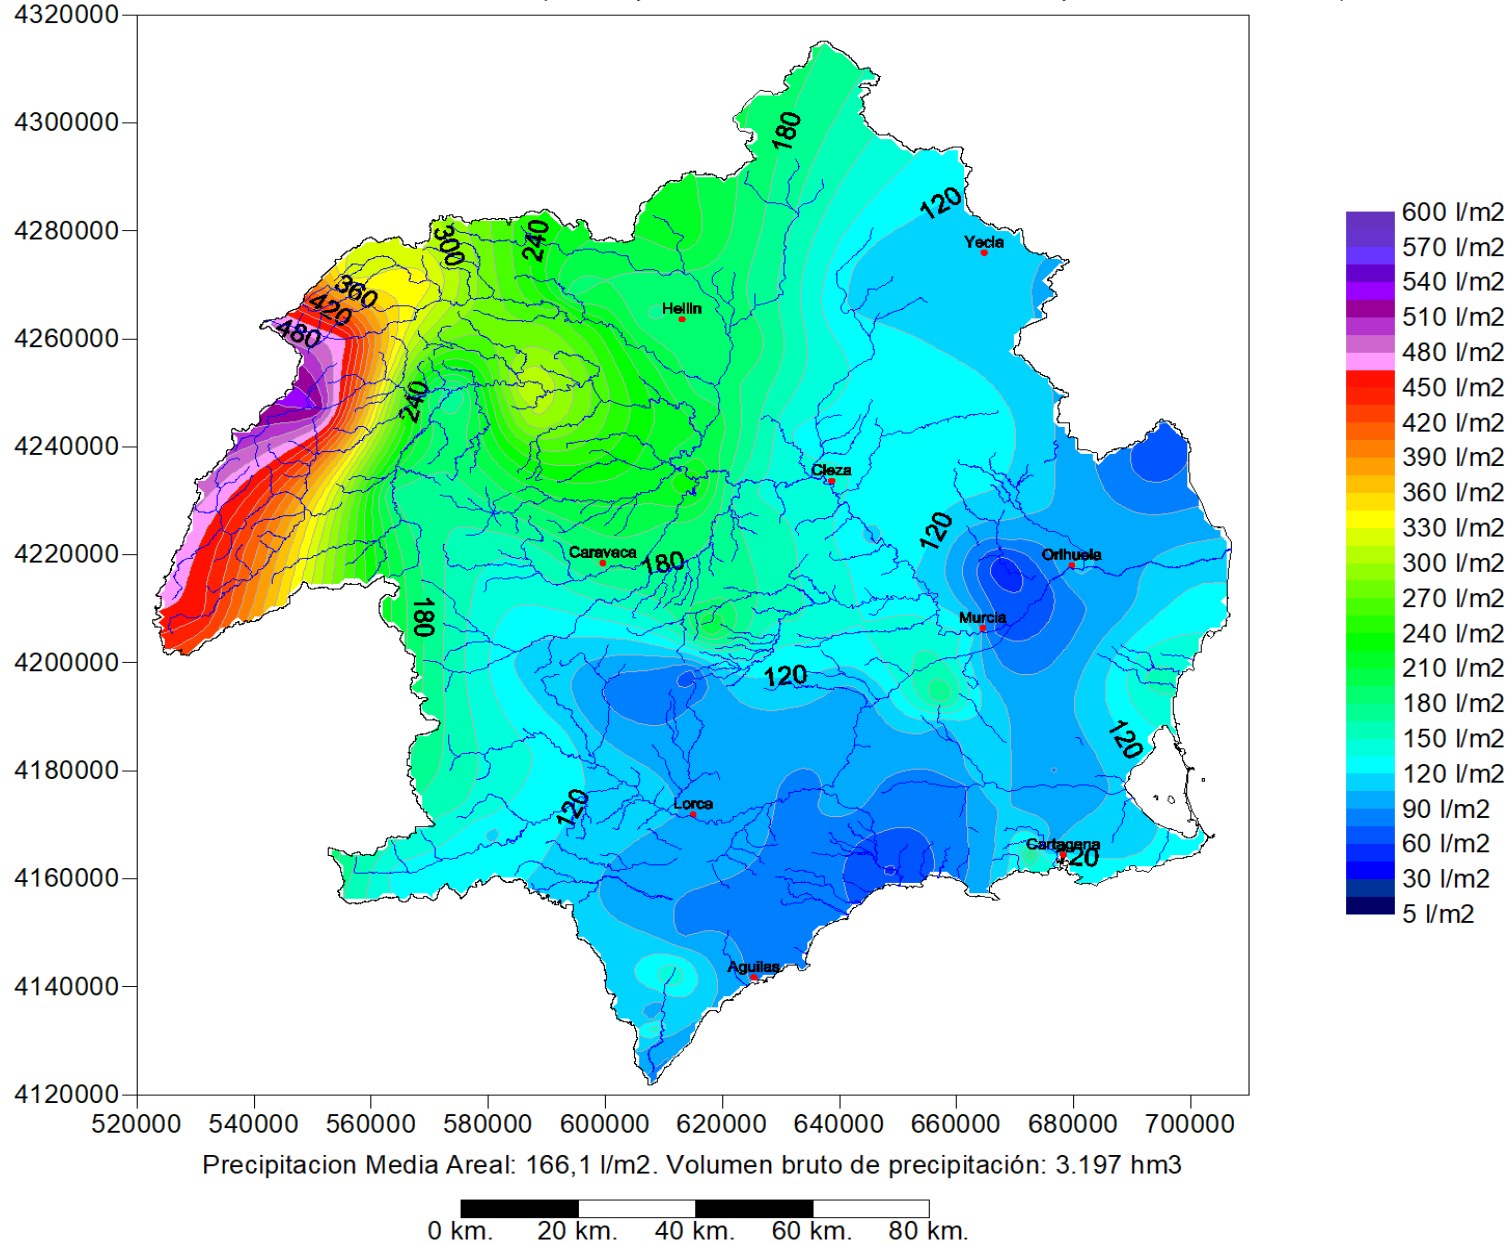 4320000
4300000
180
120
4280000
300
240
Yecla
600 l/m2
570 l/m2
540 l/m2
510 l/m2
480 l/m2
450 l/m2
420 l/m2
390 l/m2
360 l/m2
330 l/m2
300 l/m2
270 l/m2
240 l/m2
210 l/m2
180 l/m2
150 l/m2
120 l/m2
90 l/m2
60 l/m2
30 l/m2
5 l/m2
360
420
480
Hellin
4260000
240
4240000
Cieza
120
4220000
Caravaca
180
Orihuela
180
Murcia
4200000
120
120
4180000
120
Lorca
Cartagena
120
4160000
Aguilas
4140000
4120000
520000 540000 560000 580000 600000 620000 640000 660000 680000 700000
Precipitacion Media Areal: 166,1 l/m2. Volumen bruto de precipitación: 3.197 hm3
0 km. 20 km. 40 km. 60 km. 80 km.